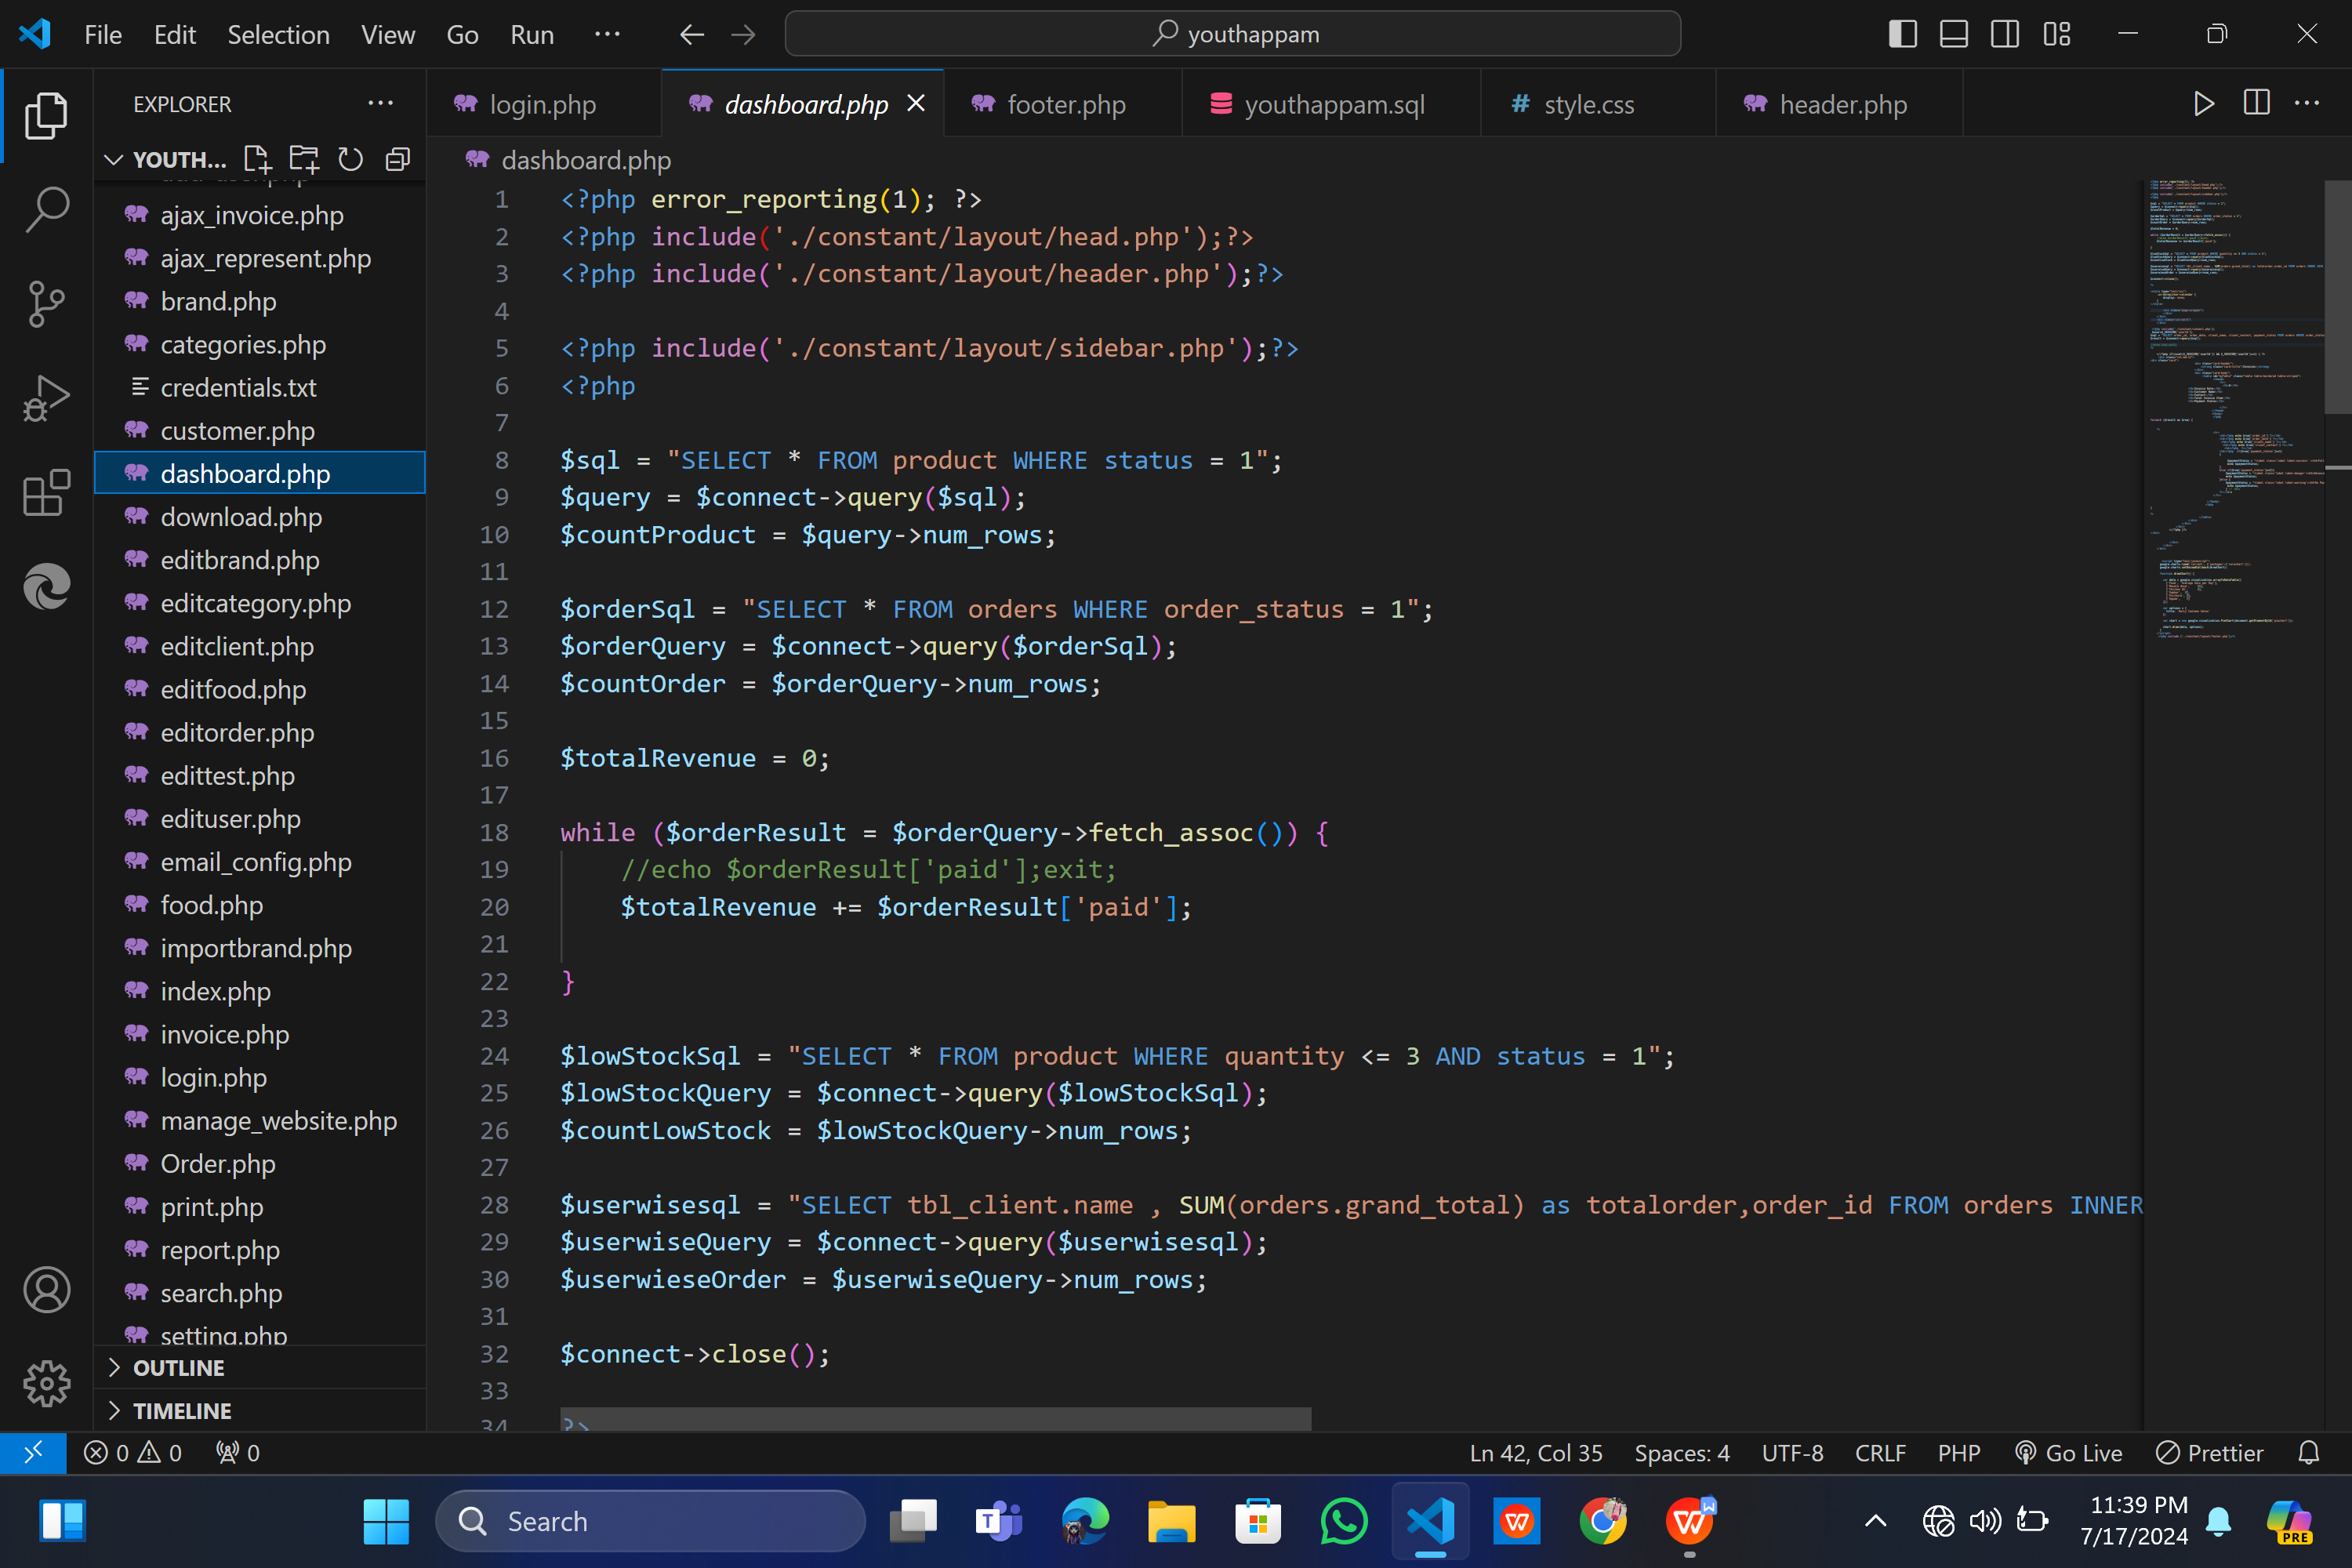 File Edit Selection View Go Run ··· youthappam
EXPLORER
login.php
dashboard.php
footer.php
youthappam.sql
style.css
header.php
YOUTH...
ajax_invoice.php
ajax_represent.php
brand.php
categories.php
credentials.txt
customer.php
dashboard.php
download.php
editbrand.php
editcategory.php
editclient.php
editfood.php
editorder.php
edittest.php
edituser.php
email_config.php
food.php
importbrand.php
index.php
invoice.php
login.php
manage_website.php
Order.php
print.php
report.php
search.php
setting.php
OUTLINE
TIMELINE
dashboard.php
1 <?php error_reporting(1); ?>
2 <?php include('./constant/layout/head.php');?>
3 <?php include('./constant/layout/header.php');?>
4
5 <?php include('./constant/layout/sidebar.php');?>
6 <?php
7
8 $sql = "SELECT * FROM product WHERE status = 1";
9 $query = $connect->query($sql);
10 $countProduct = $query->num_rows;
11
12 $orderSql = "SELECT * FROM orders WHERE order_status = 1";
13 $orderQuery = $connect->query($orderSql);
14 $countOrder = $orderQuery->num_rows;
15
16 $totalRevenue = 0;
17
18 while ($orderResult = $orderQuery->fetch_assoc()) {
19 //echo $orderResult['paid'];exit;
20 $totalRevenue += $orderResult['paid'];
21
22 }
23
24 $lowStockSql = "SELECT * FROM product WHERE quantity <= 3 AND status = 1";
25 $lowStockQuery = $connect->query($lowStockSql);
26 $countLowStock = $lowStockQuery->num_rows;
27
28 $userwisesql = "SELECT tbl_client.name , SUM(orders.grand_total) as totalorder,order_id FROM orders INNER
29 $userwiseQuery = $connect->query($userwisesql);
30 $userwieseOrder = $userwiseQuery->num_rows;
31
32 $connect->close();
33
34 ?>
0 0 0 Ln 42, Col 35 Spaces: 4 UTF-8 CRLF PHP Go Live Prettier
Search
11:39 PM
7/17/2024
PRE